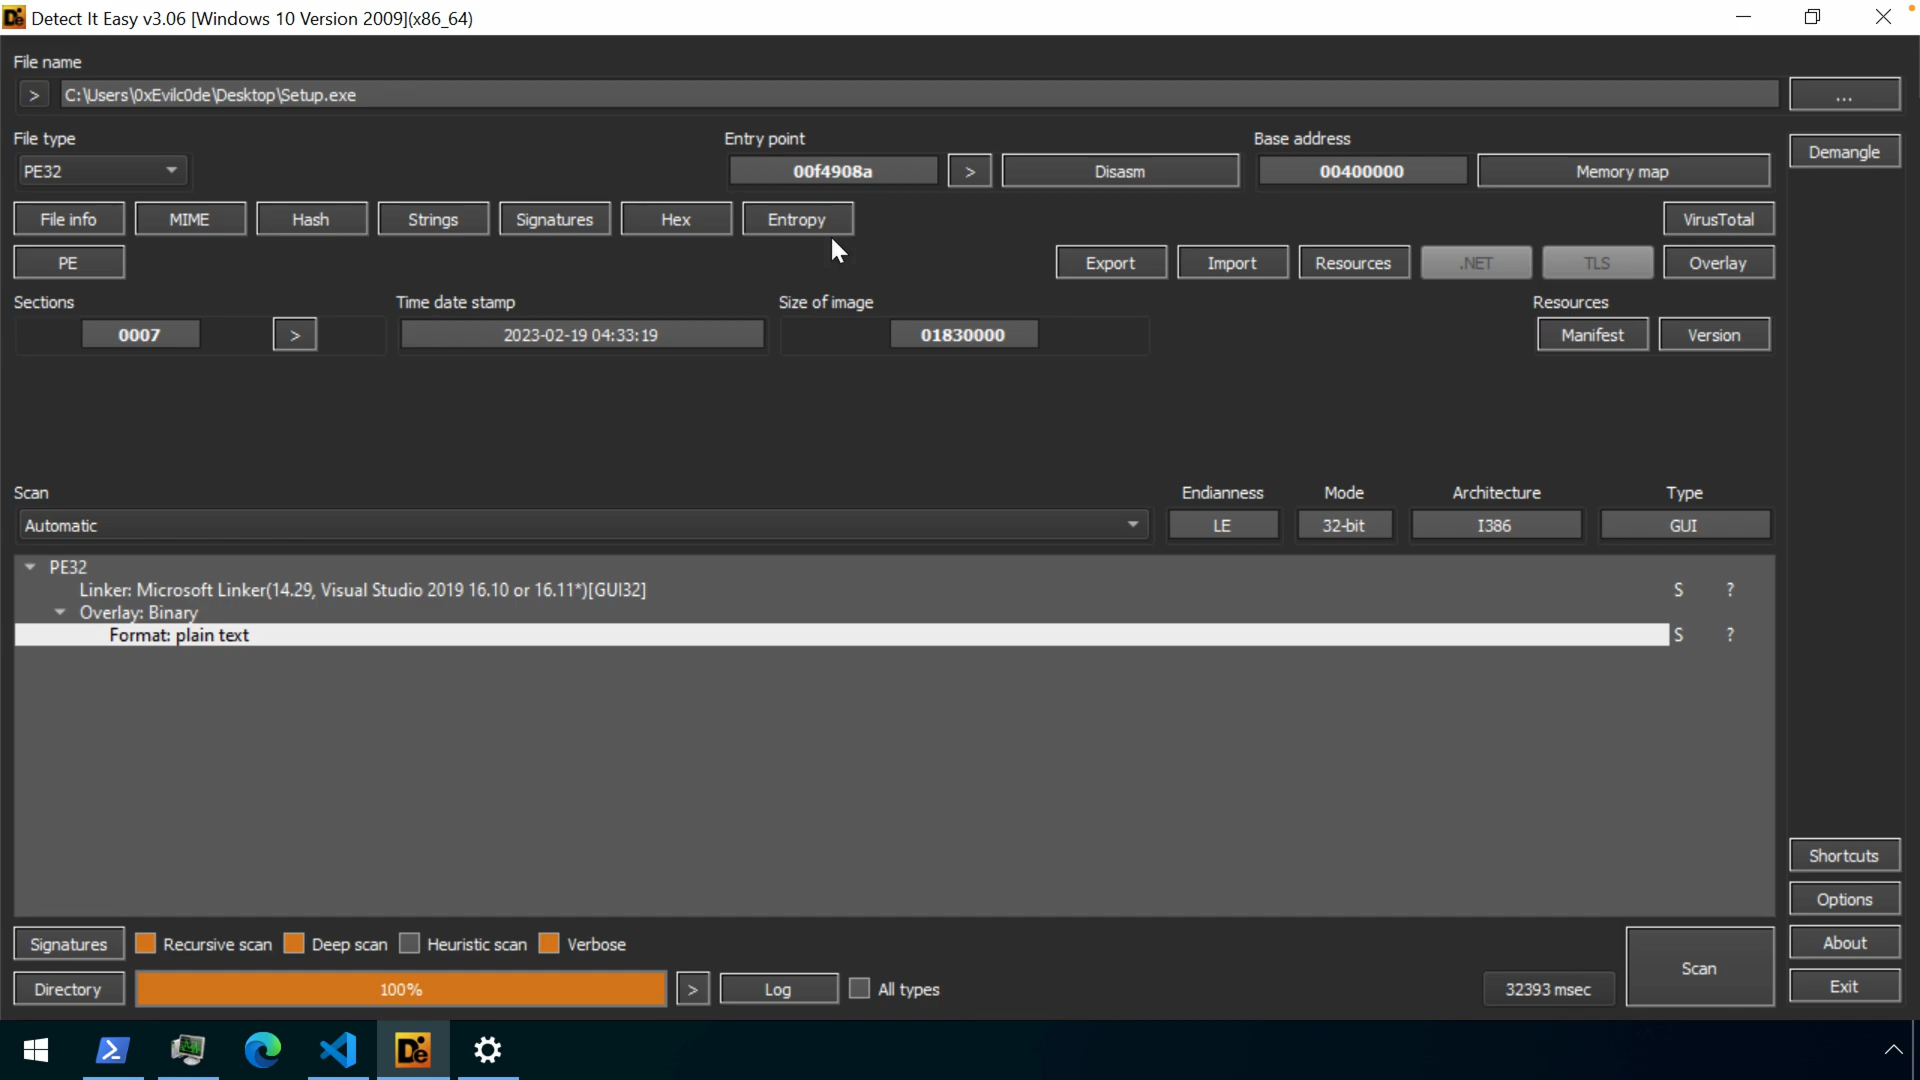 Detect It Easy v3.06 [Windows 10 Version 2009](x86_64)
File name
> C:\Users\0xEvilc0de\Desktop\Setup.exe ...
File type Entry point Base address
PE32 00f4908a > Disasm 00400000 Memory map Demangle
File info MIME Hash Strings Signatures Hex Entropy VirusTotal
PE Export Import Resources .NET TLS Overlay
Sections Time date stamp Size of image Resources
0007 > 2023-02-19 04:33:19 01830000 Manifest Version
Scan Endianness Mode Architecture Type
Automatic LE 32-bit I386 GUI
PE32
Linker: Microsoft Linker(14.29, Visual Studio 2019 16.10 or 16.11*)[GUI32] S ?
Overlay: Binary
Format: plain text S ?
Shortcuts
Options
Signatures Recursive scan Deep scan Heuristic scan Verbose Scan About
Directory 100% > Log All types 32393 msec Exit